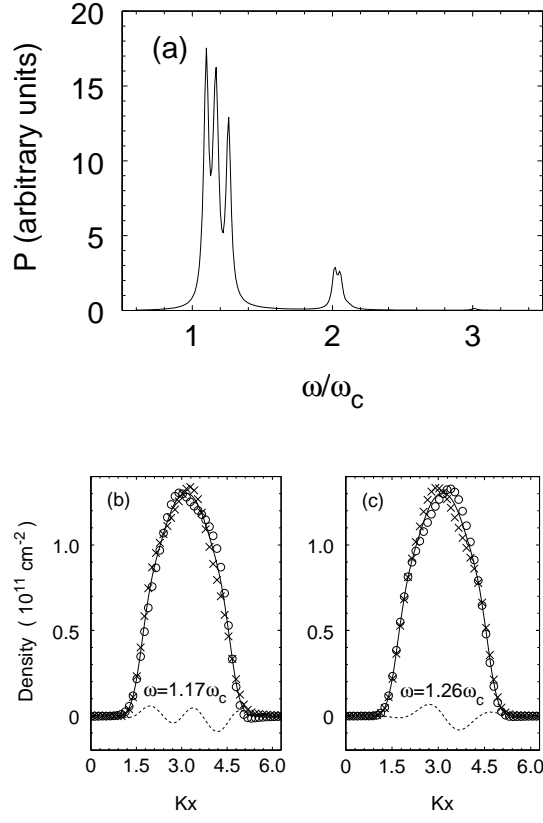 20
(a)
15
10
5
0
P (arbitrary units)
1 2 3
ω/ωc
(b) (c)
1.0 1.0
0.5 0.5
0 0
Density ( 10^11 cm^-2)
ω=1.17ωc ω=1.26ωc
0 1.5 3.0 4.5 6.0 0 1.5 3.0 4.5 6.0
Kx Kx